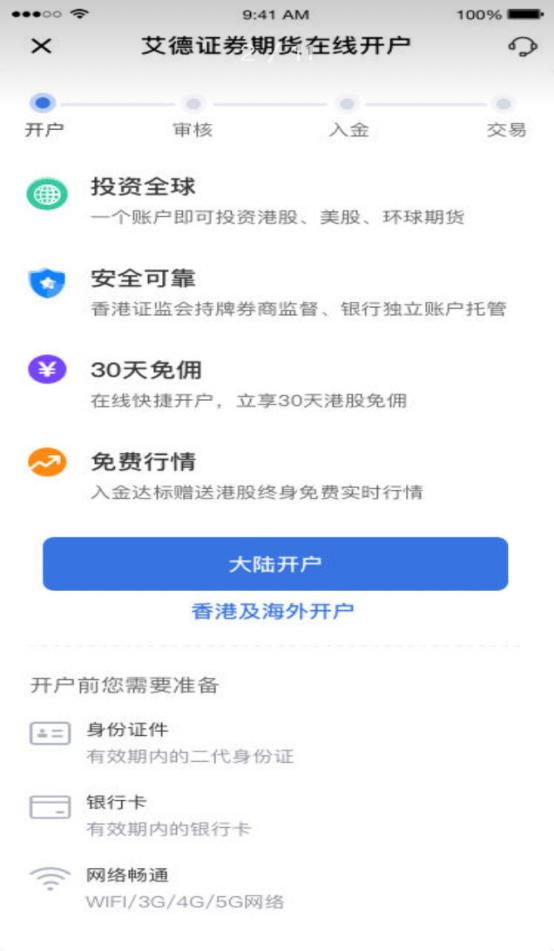 9:41 AM
100%
艾德证券期货在线开户
2 / 11
开户
审核
入金
交易
投资全球
一个账户即可投资港股、美股、环球期货
安全可靠
香港证监会持牌券商监督、银行独立账户托管
30天免佣
在线快捷开户，立享30天港股免佣
免费行情
入金达标赠送港股终身免费实时行情
大陆开户
香港及海外开户
开户前您需要准备
身份证件
有效期内的二代身份证
银行卡
有效期内的银行卡
网络畅通
WIFI/3G/4G/5G网络